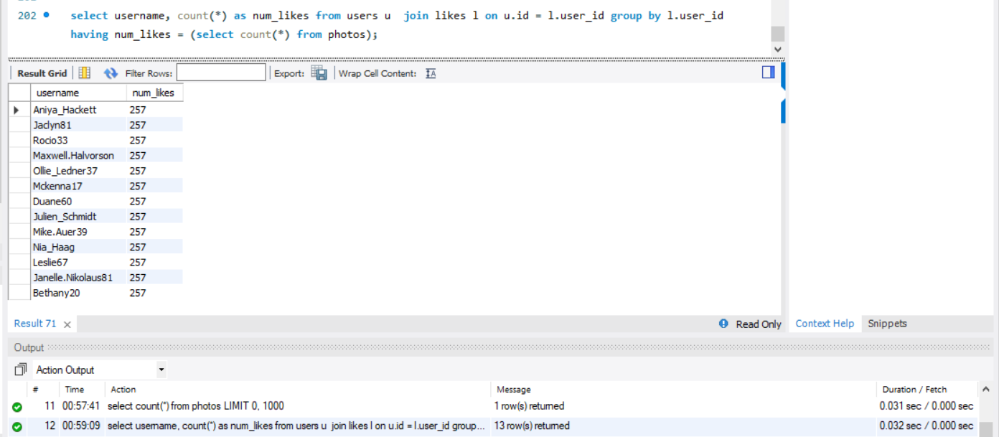 202 select username, count(*) as num_likes from users u  join likes l on u.id = l.user_id group by l.user_id
having num_likes = (select count(*) from photos);
Result Grid Filter Rows: Export: Wrap Cell Content: IA
username num_likes
Aniya_Hackett 257
Jaclyn81 257
Rocio33 257
Maxwell.Halvorson 257
Ollie_Ledner37 257
Mckenna17 257
Duane60 257
Julien_Schmidt 257
Mike.Auer39 257
Nia_Haag 257
Leslie67 257
Janelle.Nikolaus81 257
Bethany20 257
Result 71 × Read Only Context Help Snippets
Output
Action Output
# Time Action Message Duration / Fetch
11 00:57:41 select count(*) from photos LIMIT 0, 1000 1 row(s) returned 0.031 sec / 0.000 sec
12 00:59:09 select username, count(*) as num_likes from users u  join likes l on u.id = l.user_id group... 13 row(s) returned 0.032 sec / 0.000 sec